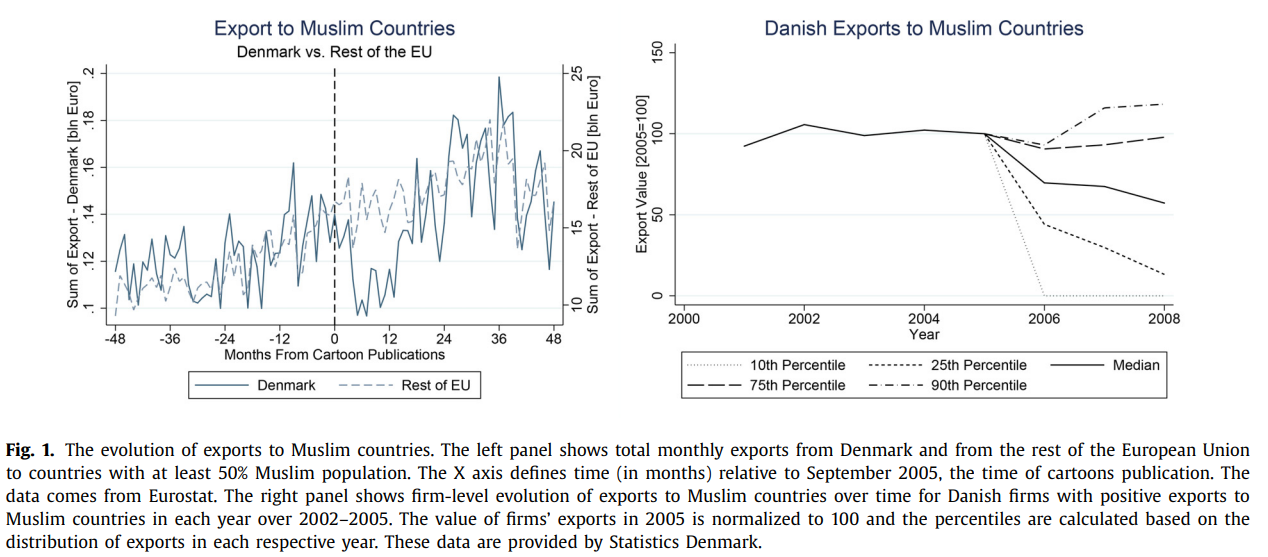 Export to Muslim Countries
Denmark vs. Rest of the EU
Sum of Export - Denmark [bln Euro]
.2
.18
.16
.14
.12
.1
25
20
15
10
Sum of Export - Rest of EU [bln Euro]
-48 -36 -24 -12 0 12 24 36 48
Months From Cartoon Publications
Denmark Rest of EU
Danish Exports to Muslim Countries
Export Value [2005=100]
150
100
50
0
2000 2002 2004 2006 2008
Year
10th Percentile 25th Percentile Median
75th Percentile 90th Percentile
Fig. 1. The evolution of exports to Muslim countries. The left panel shows total monthly exports from Denmark and from the rest of the European Union
to countries with at least 50% Muslim population. The X axis defines time (in months) relative to September 2005, the time of cartoons publication. The
data comes from Eurostat. The right panel shows firm-level evolution of exports to Muslim countries over time for Danish firms with positive exports to
Muslim countries in each year over 2002–2005. The value of firms' exports in 2005 is normalized to 100 and the percentiles are calculated based on the
distribution of exports in each respective year. These data are provided by Statistics Denmark.